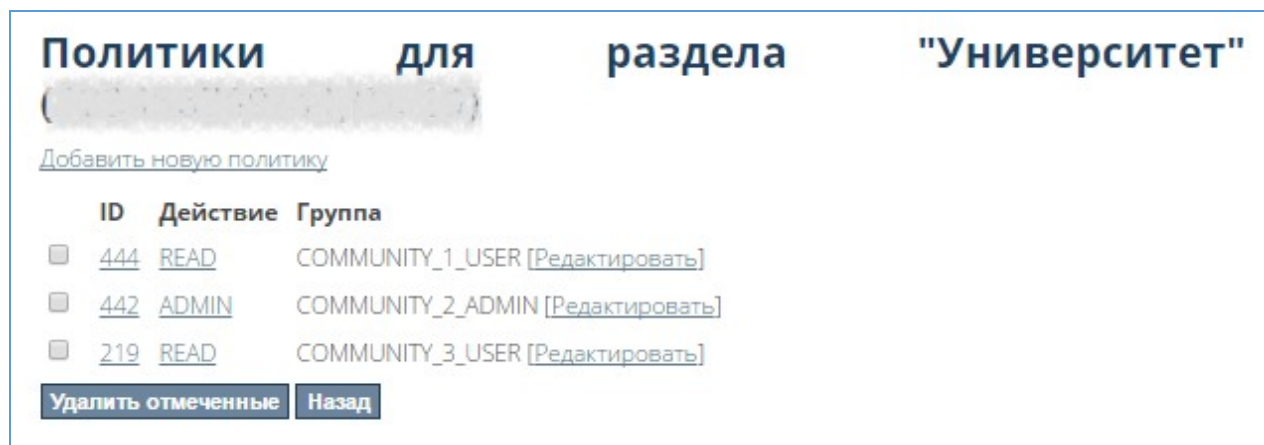 Политики для раздела "Университет"
( )
Добавить новую политику
ID Действие Группа
444 READ COMMUNITY_1_USER [Редактировать]
442 ADMIN COMMUNITY_2_ADMIN [Редактировать]
219 READ COMMUNITY_3_USER [Редактировать]
Удалить отмеченные Назад